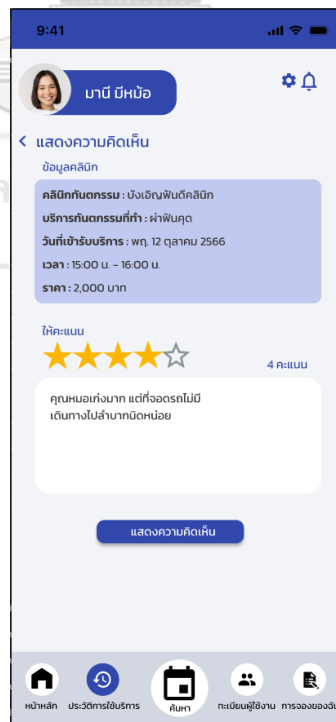 9:41
มานี มีหม้อ
แสดงความคิดเห็น
ข้อมูลคลินิก
คลินิกทันตกรรม : บังเอิญฟันดีคลินิก
บริการทันตกรรมที่ทำ : ผ่าฟันคุด
วันที่เข้ารับบริการ : พฤ. 12 ตุลาคม 2566
เวลา : 15:00 น. - 16:00 น.
ราคา : 2,000 บาท
ให้คะแนน
4 คะแนน
คุณหมอเก่งมาก แต่ที่จอดรถไม่มี
เดินทางไปลำบากนิดหน่อย
แสดงความคิดเห็น
หน้าหลัก ประวัติการใช้บริการ ค้นหา ทะเบียนผู้ใช้งาน การจองของฉัน